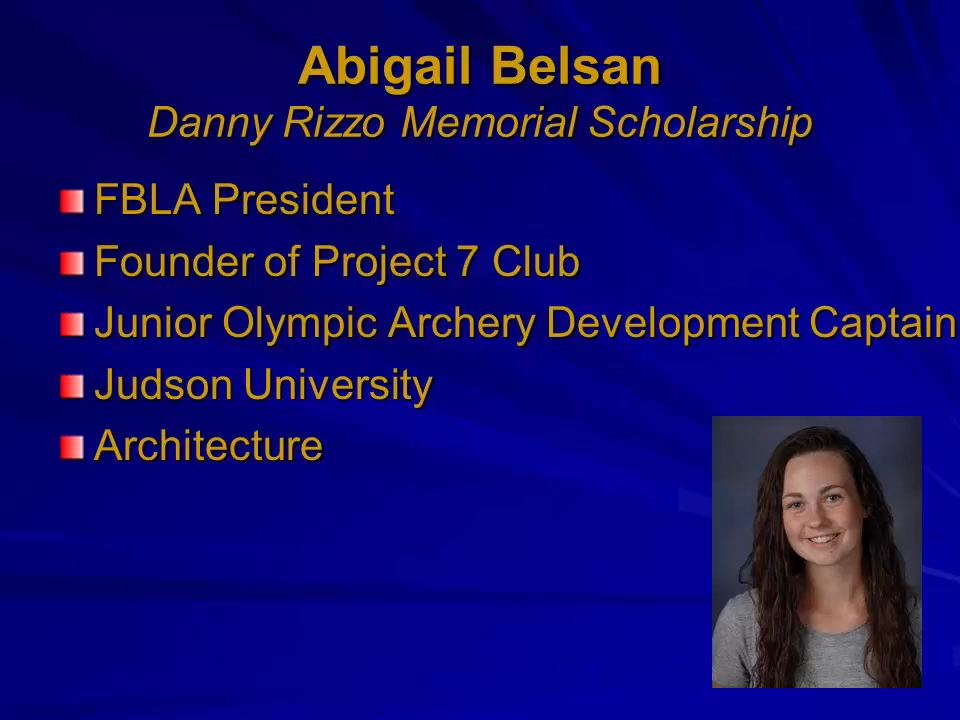 Abigail Belsan
Danny Rizzo Memorial Scholarship
FBLA President
Founder of Project 7 Club
Junior Olympic Archery Development Captain
Judson University
Architecture